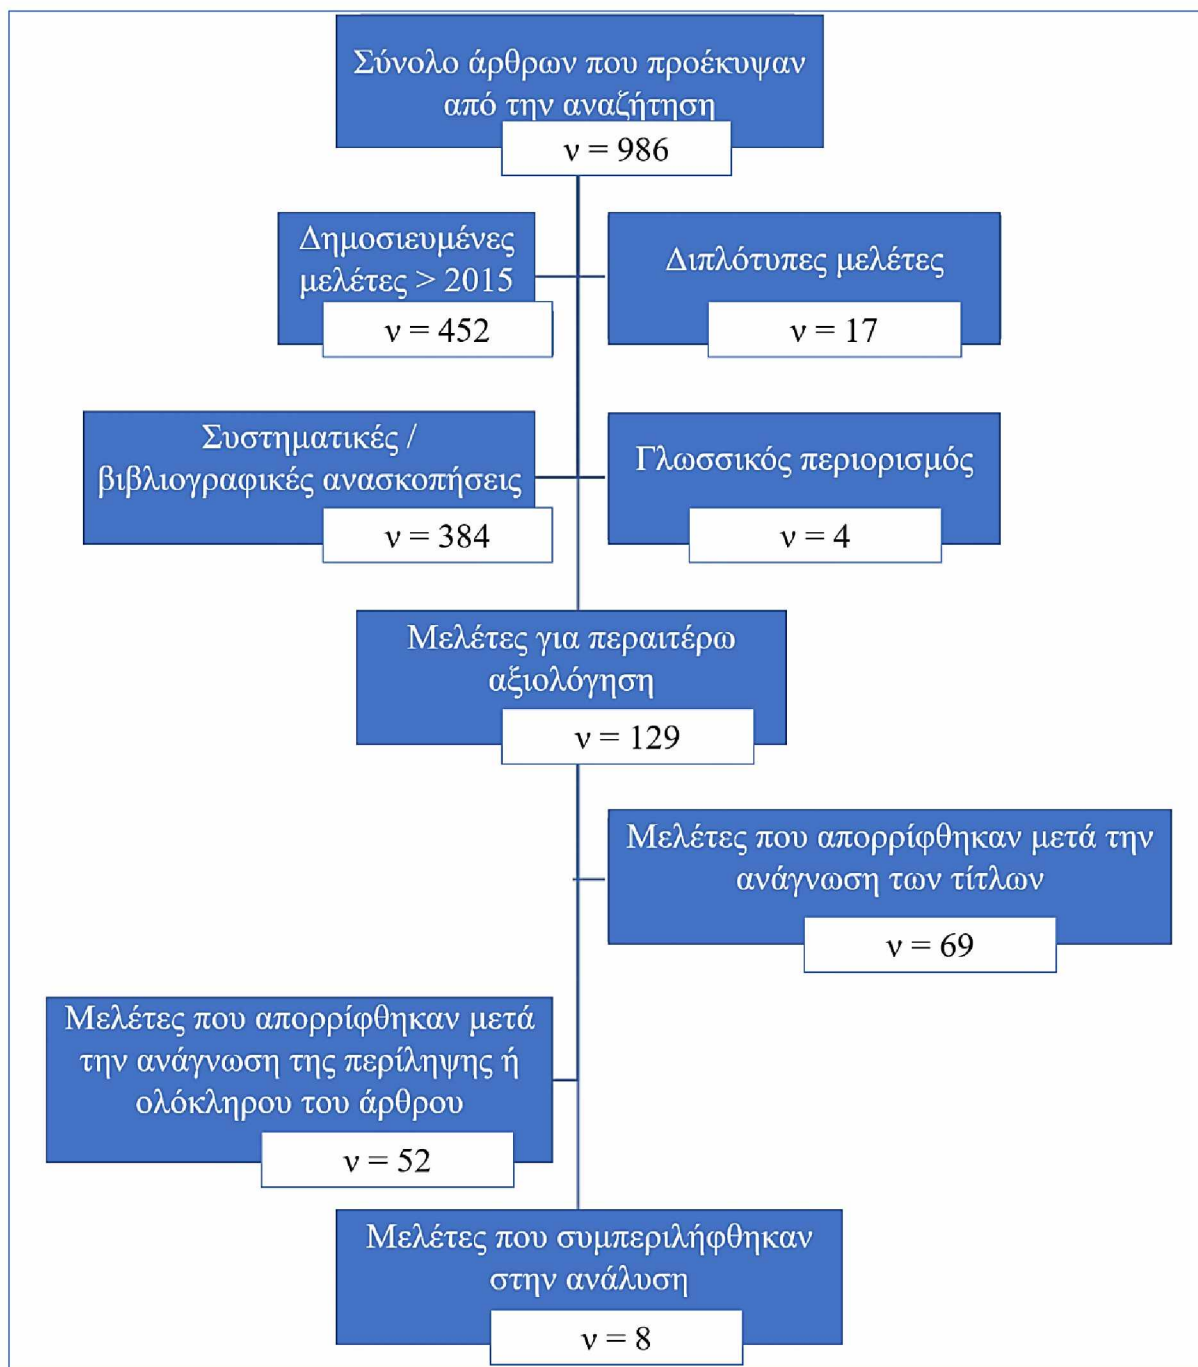 Σύνολο άρθρων που προέκυψαν
από την αναζήτηση
ν = 986
Δημοσιευμένες
μελέτες > 2015
ν = 452
Διπλότυπες μελέτες
ν = 17
Συστηματικές /
βιβλιογραφικές ανασκοπήσεις
ν = 384
Γλωσσικός περιορισμός
ν = 4
Μελέτες για περαιτέρω
αξιολόγηση
ν = 129
Μελέτες που απορρίφθηκαν μετά την
ανάγνωση των τίτλων
ν = 69
Μελέτες που απορρίφθηκαν μετά
την ανάγνωση της περίληψης ή
ολόκληρου του άρθρου
ν = 52
Μελέτες που συμπεριλήφθηκαν
στην ανάλυση
ν = 8